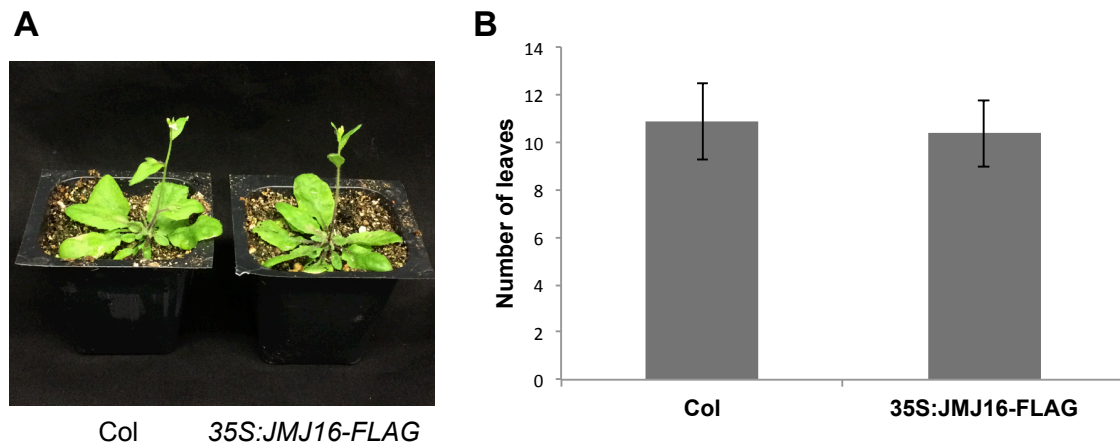 A
Col
35S:JMJ16-FLAG
B
Number of leaves
14
12
10
8
6
4
2
0
Col
35S:JMJ16-FLAG